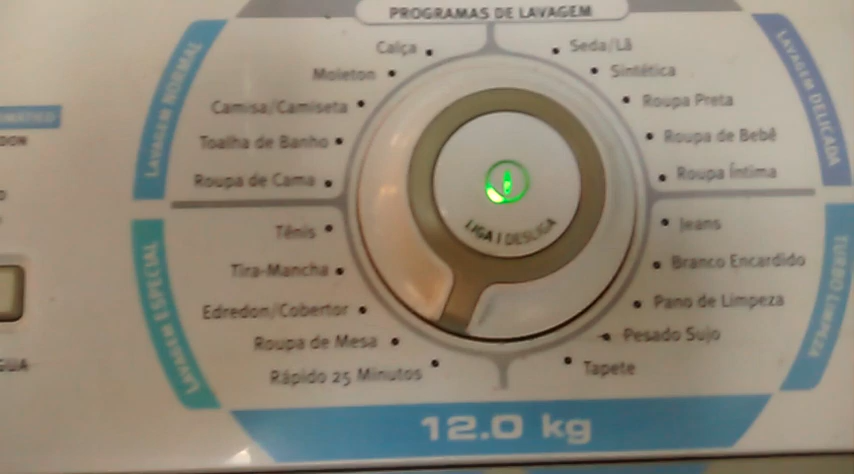 PROGRAMAS DE LAVAGEM
LAVAGEM NORMAL
Calça
Moleton
Camisa/Camiseta
Toalha de Banho
Roupa de Cama
LAVAGEM DELICADA
Seda/Lã
Sintética
Roupa Preta
Roupa de Bebê
Roupa Íntima
LIGA | DESLIGA
LAVAGEM ESPECIAL
Tênis
Tira-Mancha
Edredon/Cobertor
Roupa de Mesa
Rápido 25 Minutos
TURBO LIMPEZA
Jeans
Branco Encardido
Pano de Limpeza
Pesado Sujo
Tapete
12.0 kg